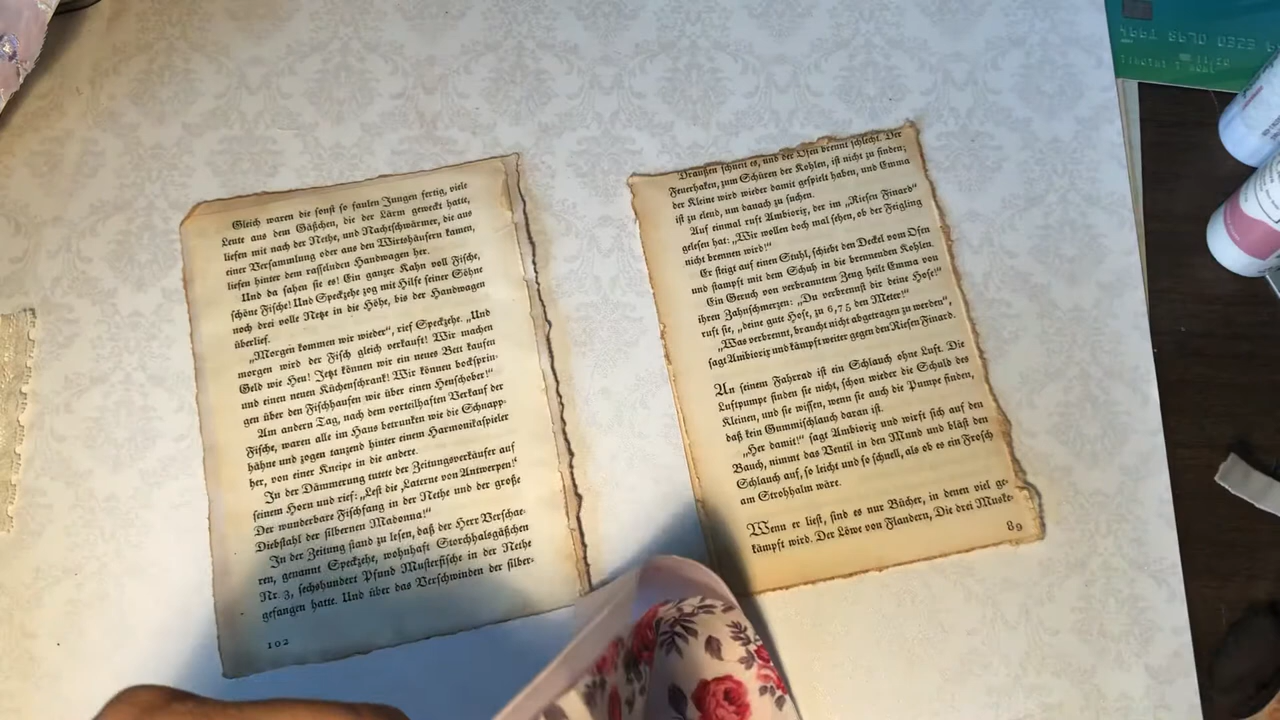 Gleich waren die sonst so faulen Jungen fertig, viele
Leute aus dem Gäßchen, die der Lärm geweckt hatte,
liefen mit nach der Nethe, und Nachtschwärmer, die aus
einer Versammlung oder aus den Wirtshäusern kamen,
liefen hinter dem rasselnden Handwagen her.
Und da sahen sie es! Ein ganzer Kahn voll Fische,
schöne Fische! Und Speckzehe zog mit Hilfe seiner Söhne
noch drei volle Netze in die Höhe, bis der Handwagen
überlief.
„Morgen kommen wir wieder“, rief Speckzehe. „Und
morgen wird der Fisch gleich verkauft! Wir machen
Geld wie Heu! Jetzt können wir ein neues Bett kaufen
und einen neuen Küchenschrank! Wir können bocksprin-
gen über den Fischhaufen wie über einen Heuschober!“
Am andern Tag, nach dem vorteilhaften Verkauf der
Fische, waren alle im Haus betrunken wie die Schnapp-
hähne und zogen tanzend hinter einem Harmonikaspieler
her, von einer Kneipe in die andere.
In der Dämmerung tutete der Zeitungsverkäufer auf
seinem Horn und rief: „Lest die ‚Laterne von Antwerpen!‘
Der wunderbare Fischfang in der Nethe und der große
Diebstahl der silbernen Madonna!“
In der Zeitung stand zu lesen, daß der Herr Verschae-
ren, genannt Speckzehe, wohnhaft Storchhalsgäßchen
Nr. 3, sechshundert Pfund Musterfische in der Nethe
gefangen hatte. Und über das Verschwinden der silber-
102
Draußen schneit es, und der Ofen brennt schlecht. Der
Feuerhaken, zum Schüren der Kohlen, ist nicht zu finden;
der Kleine wird wieder damit gespielt haben, und Emma
ist zu elend, um danach zu suchen.
Auf einmal ruft Ambiorix, der im „Riesen Finard“
gelesen hat: „Wir wollen doch mal sehen, ob der Feigling
nicht brennen wird!“
Er steigt auf einen Stuhl, schiebt den Deckel vom Ofen
und stampft mit dem Schuh in die brennenden Kohlen.
Ein Geruch von verbranntem Zeug heilt Emma von
ihren Zahnschmerzen: „Du verbrennst dir deine Hose!“
ruft sie, „deine gute Hose, zu 6,75 den Meter!“
„Was verbrennt, braucht nicht abgetragen zu werden“,
sagt Ambiorix und kämpft weiter gegen den Riesen Finard.
An seinem Fahrrad ist ein Schlauch ohne Luft. Die
Luftpumpe finden sie nicht, schon wieder die Schuld des
Kleinen, und sie wissen, wenn sie auch die Pumpe finden,
daß kein Gummischlauch daran ist.
„Her damit!“ sagt Ambiorix und wirft sich auf den
Bauch, nimmt das Ventil in den Mund und bläst den
Schlauch auf, so leicht und so schnell, als ob es ein Frosch
am Strohhalm wäre.
Wenn er liest, sind es nur Bücher, in denen viel ge-
kämpft wird. Der Löwe von Flandern, Die drei Muske-
89